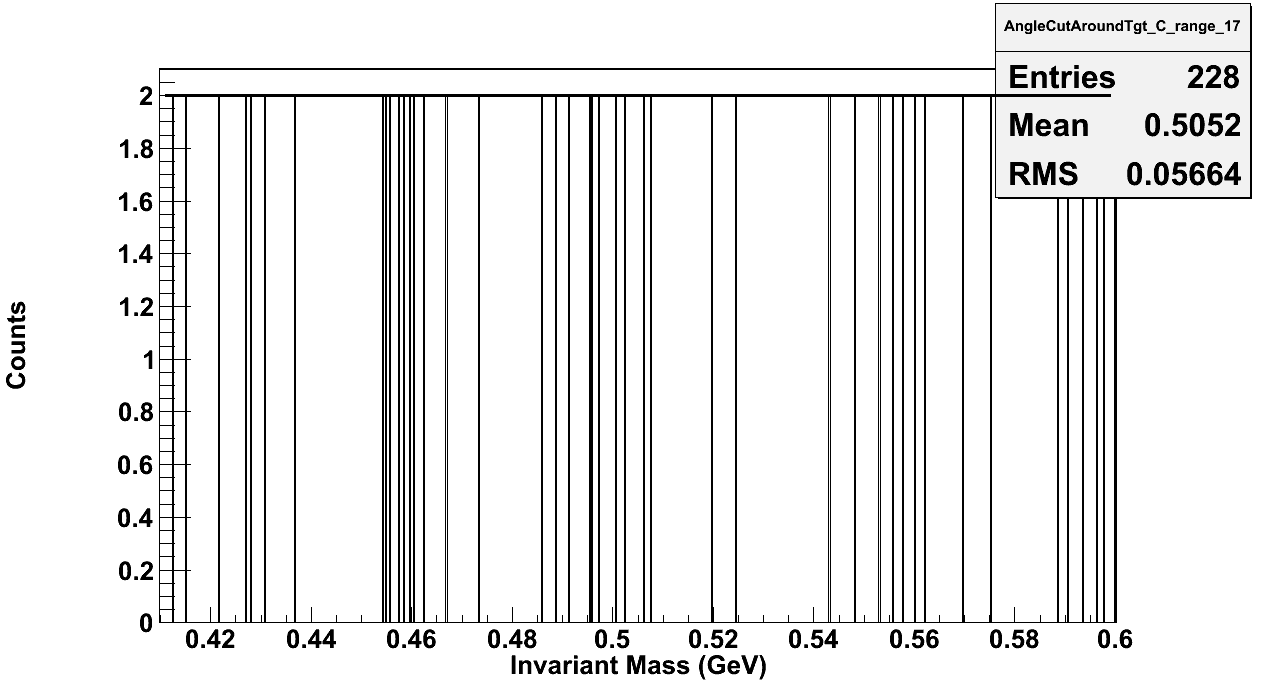 AngleCutAroundTgt_C_range_17
Entries 228
Mean 0.5052
RMS 0.05664
2
1.8
1.6
1.4
1.2
1
0.8
0.6
0.4
0.2
0
Counts
0.42 0.44 0.46 0.48 0.5 0.52 0.54 0.56 0.58 0.6
Invariant Mass (GeV)